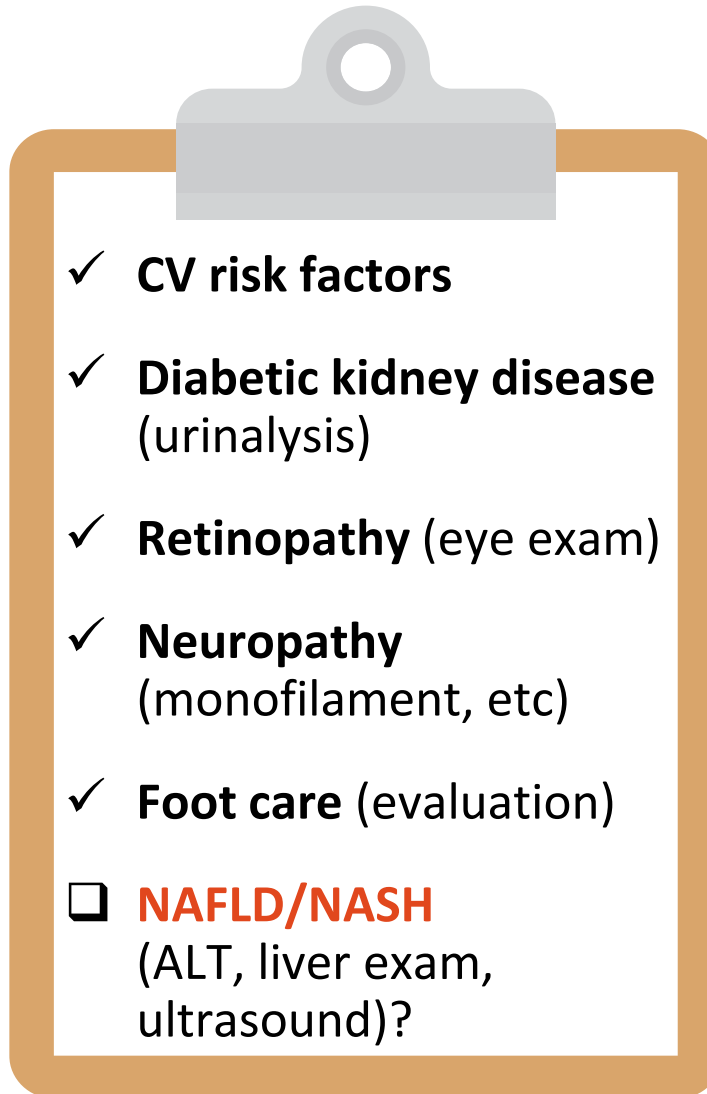 ✓ CV risk factors
✓ Diabetic kidney disease
(urinalysis)
✓ Retinopathy (eye exam)
✓ Neuropathy
(monofilament, etc)
✓ Foot care (evaluation)
❑ NAFLD/NASH
(ALT, liver exam,
ultrasound)?